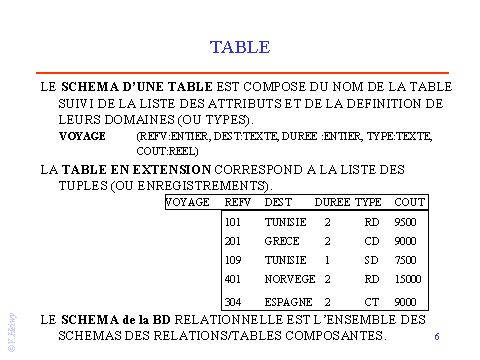 TABLE
LE SCHEMA D'UNE TABLE EST COMPOSE DU NOM DE LA TABLE
SUIVI DE LA LISTE DES ATTRIBUTS ET DE LA DEFINITION DE
LEURS DOMAINES (OU TYPES).
VOYAGE (REFV:ENTIER, DEST:TEXTE, DUREE :ENTIER, TYPE:TEXTE,
COUT:REEL)
LA TABLE EN EXTENSION CORRESPOND A LA LISTE DES
TUPLES (OU ENREGISTREMENTS).
VOYAGE REFV DEST DUREE TYPE COUT
101 TUNISIE 2 RD 9500
201 GRECE 2 CD 9000
109 TUNISIE 1 SD 7500
401 NORVEGE 2 RD 15000
304 ESPAGNE 2 CT 9000
LE SCHEMA de la BD RELATIONNELLE EST L'ENSEMBLE DES
SCHEMAS DES RELATIONS/TABLES COMPOSANTES.
6